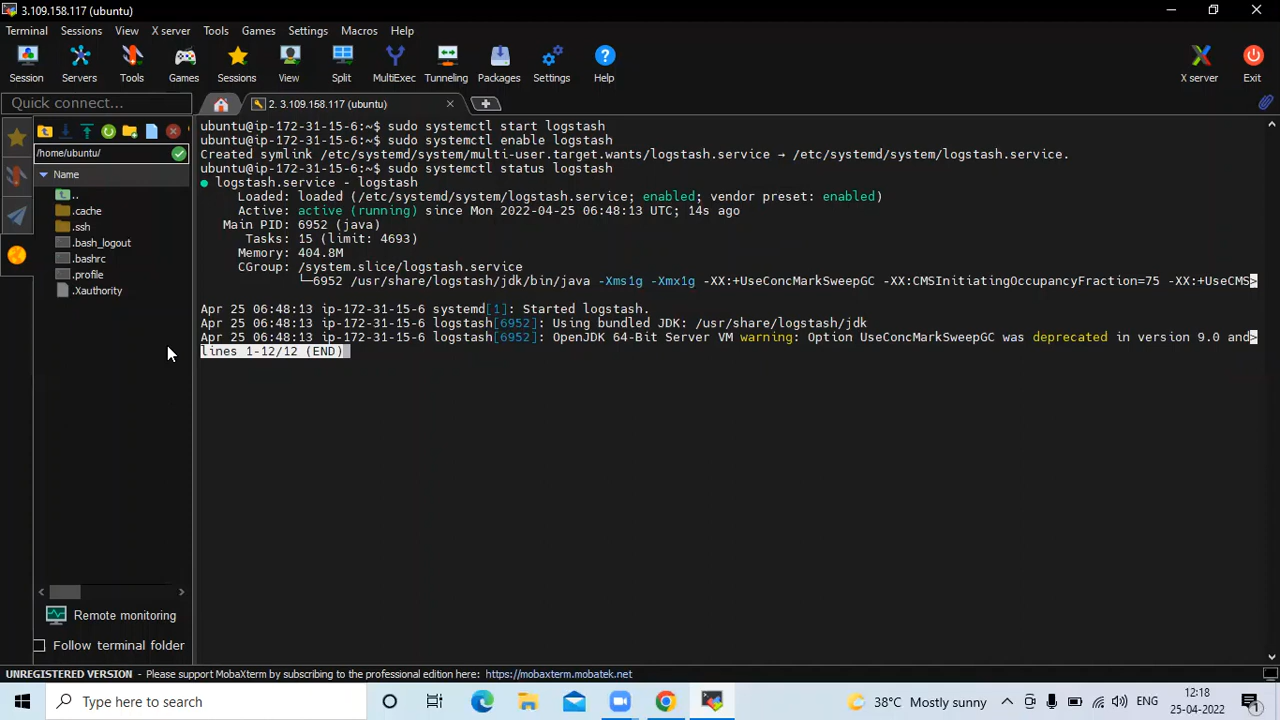 3.109.158.117 (ubuntu)
Terminal Sessions View X server Tools Games Settings Macros Help
Session Servers Tools Games Sessions View Split MultiExec Tunneling Packages Settings Help X server Exit
Quick connect...
2. 3.109.158.117 (ubuntu)
/home/ubuntu/
Name
..
.cache
.ssh
.bash_logout
.bashrc
.profile
.Xauthority
Remote monitoring
Follow terminal folder
ubuntu@ip-172-31-15-6:~$ sudo systemctl start logstash
ubuntu@ip-172-31-15-6:~$ sudo systemctl enable logstash
Created symlink /etc/systemd/system/multi-user.target.wants/logstash.service → /etc/systemd/system/logstash.service.
ubuntu@ip-172-31-15-6:~$ sudo systemctl status logstash
● logstash.service - logstash
Loaded: loaded (/etc/systemd/system/logstash.service; enabled; vendor preset: enabled)
Active: active (running) since Mon 2022-04-25 06:48:13 UTC; 14s ago
Main PID: 6952 (java)
Tasks: 15 (limit: 4693)
Memory: 404.8M
CGroup: /system.slice/logstash.service
└─6952 /usr/share/logstash/jdk/bin/java -Xms1g -Xmx1g -XX:+UseConcMarkSweepGC -XX:CMSInitiatingOccupancyFraction=75 -XX:+UseCMS>
Apr 25 06:48:13 ip-172-31-15-6 systemd[1]: Started logstash.
Apr 25 06:48:13 ip-172-31-15-6 logstash[6952]: Using bundled JDK: /usr/share/logstash/jdk
Apr 25 06:48:13 ip-172-31-15-6 logstash[6952]: OpenJDK 64-Bit Server VM warning: Option UseConcMarkSweepGC was deprecated in version 9.0 and>
lines 1-12/12 (END)
UNREGISTERED VERSION - Please support MobaXterm by subscribing to the professional edition here: https://mobaxterm.mobatek.net
Type here to search
38°C Mostly sunny
ENG
12:18
25-04-2022
1